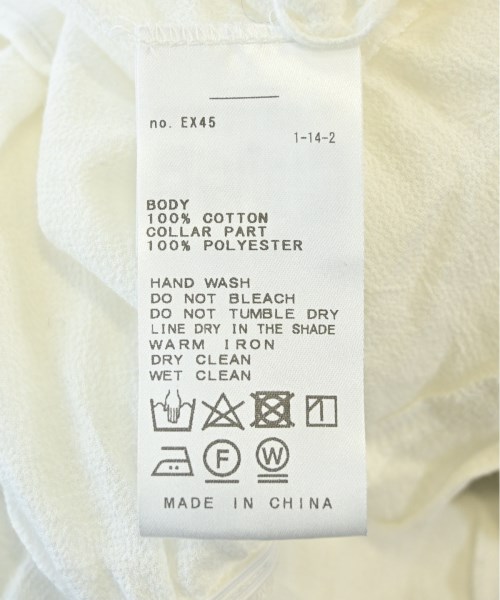 no. EX45
1-14-2
BODY
100% COTTON
COLLAR PART
100% POLYESTER
HAND WASH
DO NOT BLEACH
DO NOT TUMBLE DRY
LINE DRY IN THE SHADE
WARM IRON
DRY CLEAN
WET CLEAN
F W
MADE IN CHINA